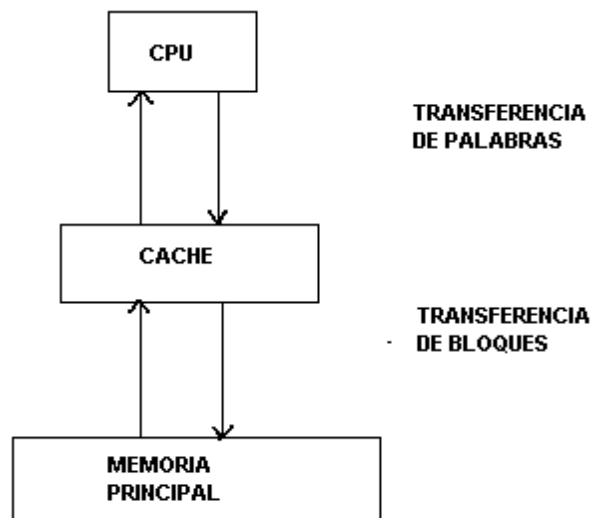 CPU
TRANSFERENCIA
DE PALABRAS
CACHE
TRANSFERENCIA
DE BLOQUES
MEMORIA
PRINCIPAL